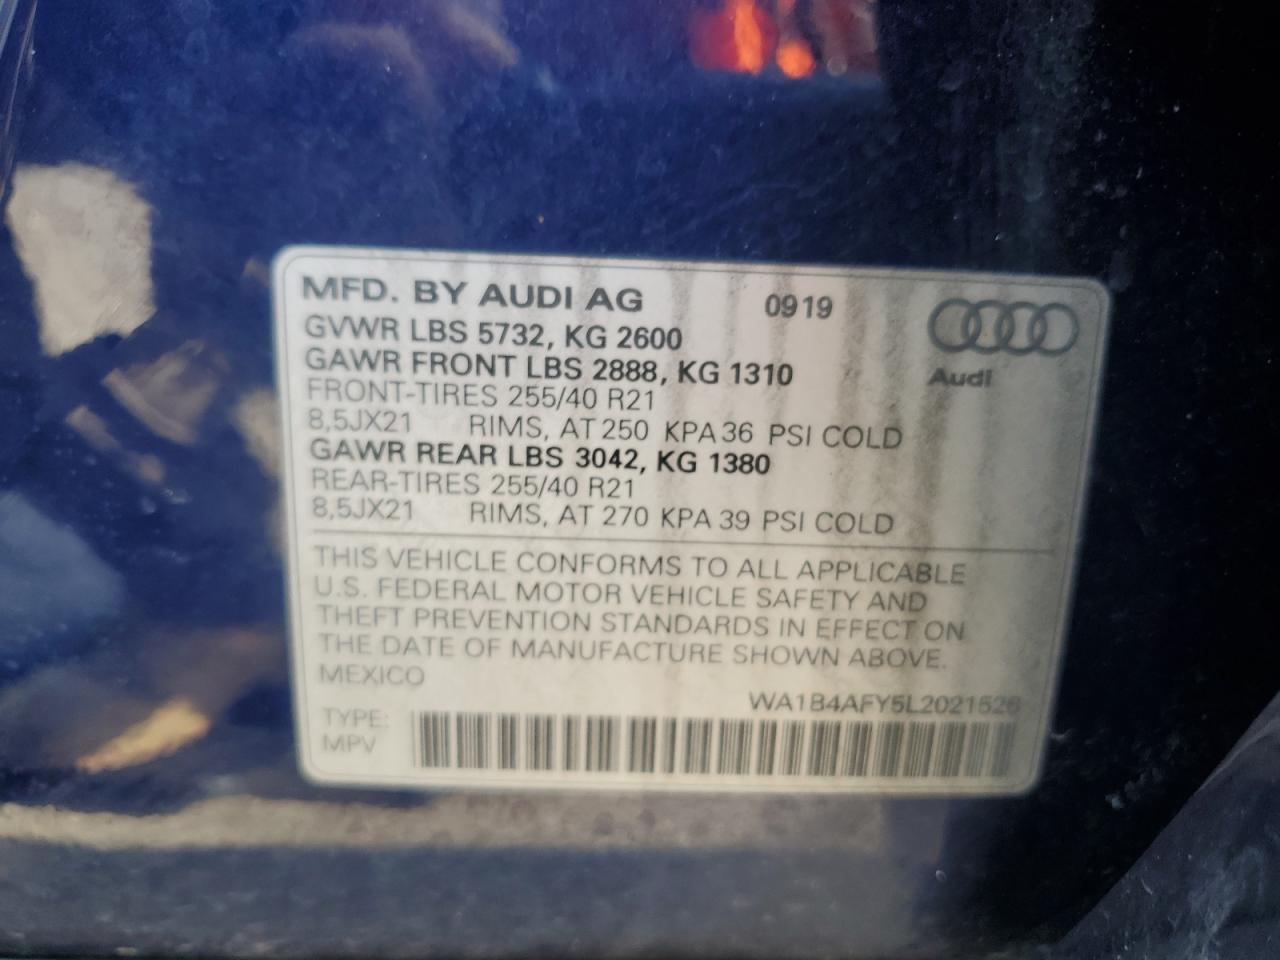 MFD. BY AUDI AG 0919
GVWR LBS 5732, KG 2600
GAWR FRONT LBS 2888, KG 1310
Audi
FRONT-TIRES 255/40 R21
8,5JX21 RIMS, AT 250 KPA 36 PSI COLD
GAWR REAR LBS 3042, KG 1380
REAR-TIRES 255/40 R21
8,5JX21 RIMS, AT 270 KPA 39 PSI COLD
THIS VEHICLE CONFORMS TO ALL APPLICABLE
U.S. FEDERAL MOTOR VEHICLE SAFETY AND
THEFT PREVENTION STANDARDS IN EFFECT ON
THE DATE OF MANUFACTURE SHOWN ABOVE.
MEXICO
WA1B4AFY5L2021526
TYPE:
MPV